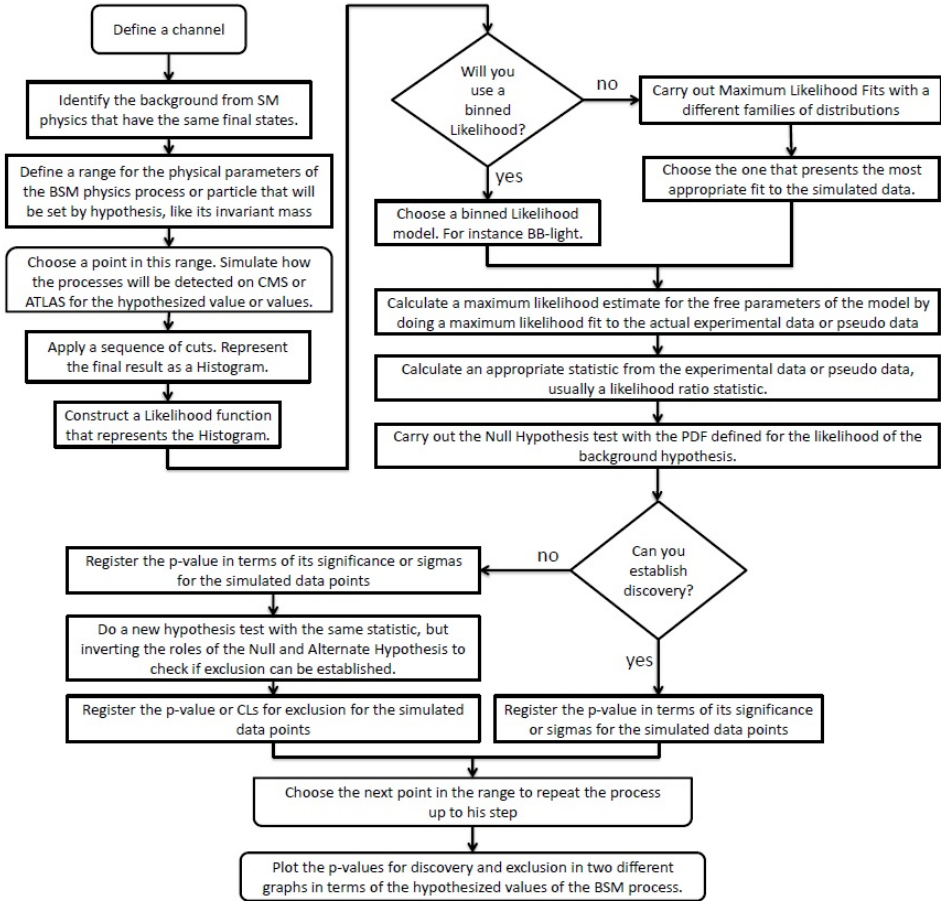 Define a channel
Identify the background from SM
physics that have the same final states.
Define a range for the physical parameters of
the BSM physics process or particle that will
be set by hypothesis, like its invariant mass
Choose a point in this range. Simulate how
the processes will be detected on CMS or
ATLAS for the hypothesized value or values.
Apply a sequence of cuts. Represent
the final result as a Histogram.
Construct a Likelihood function
that represents the Histogram.
Will you
use a
binned
Likelihood?
no
Carry out Maximum Likelihood Fits with a
different families of distributions
Choose the one that presents the most
appropriate fit to the simulated data.
yes
Choose a binned Likelihood
model. For instance BB-light.
Calculate a maximum likelihood estimate for the free parameters of the model by
doing a maximum likelihood fit to the actual experimental data or pseudo data
Calculate an appropriate statistic from the experimental data or pseudo data,
usually a likelihood ratio statistic.
Carry out the Null Hypothesis test with the PDF defined for the likelihood of the
background hypothesis.
Can you
establish
discovery?
no
Register the p-value in terms of its significance or sigmas
for the simulated data points
Do a new hypothesis test with the same statistic, but
inverting the roles of the Null and Alternate Hypothesis to
check if exclusion can be established.
Register the p-value or CLs for exclusion for the simulated
data points
yes
Register the p-value in terms of its significance
or sigmas for the simulated data points
Choose the next point in the range to repeat the process
up to his step
Plot the p-values for discovery and exclusion in two different
graphs in terms of the hypothesized values of the BSM process.